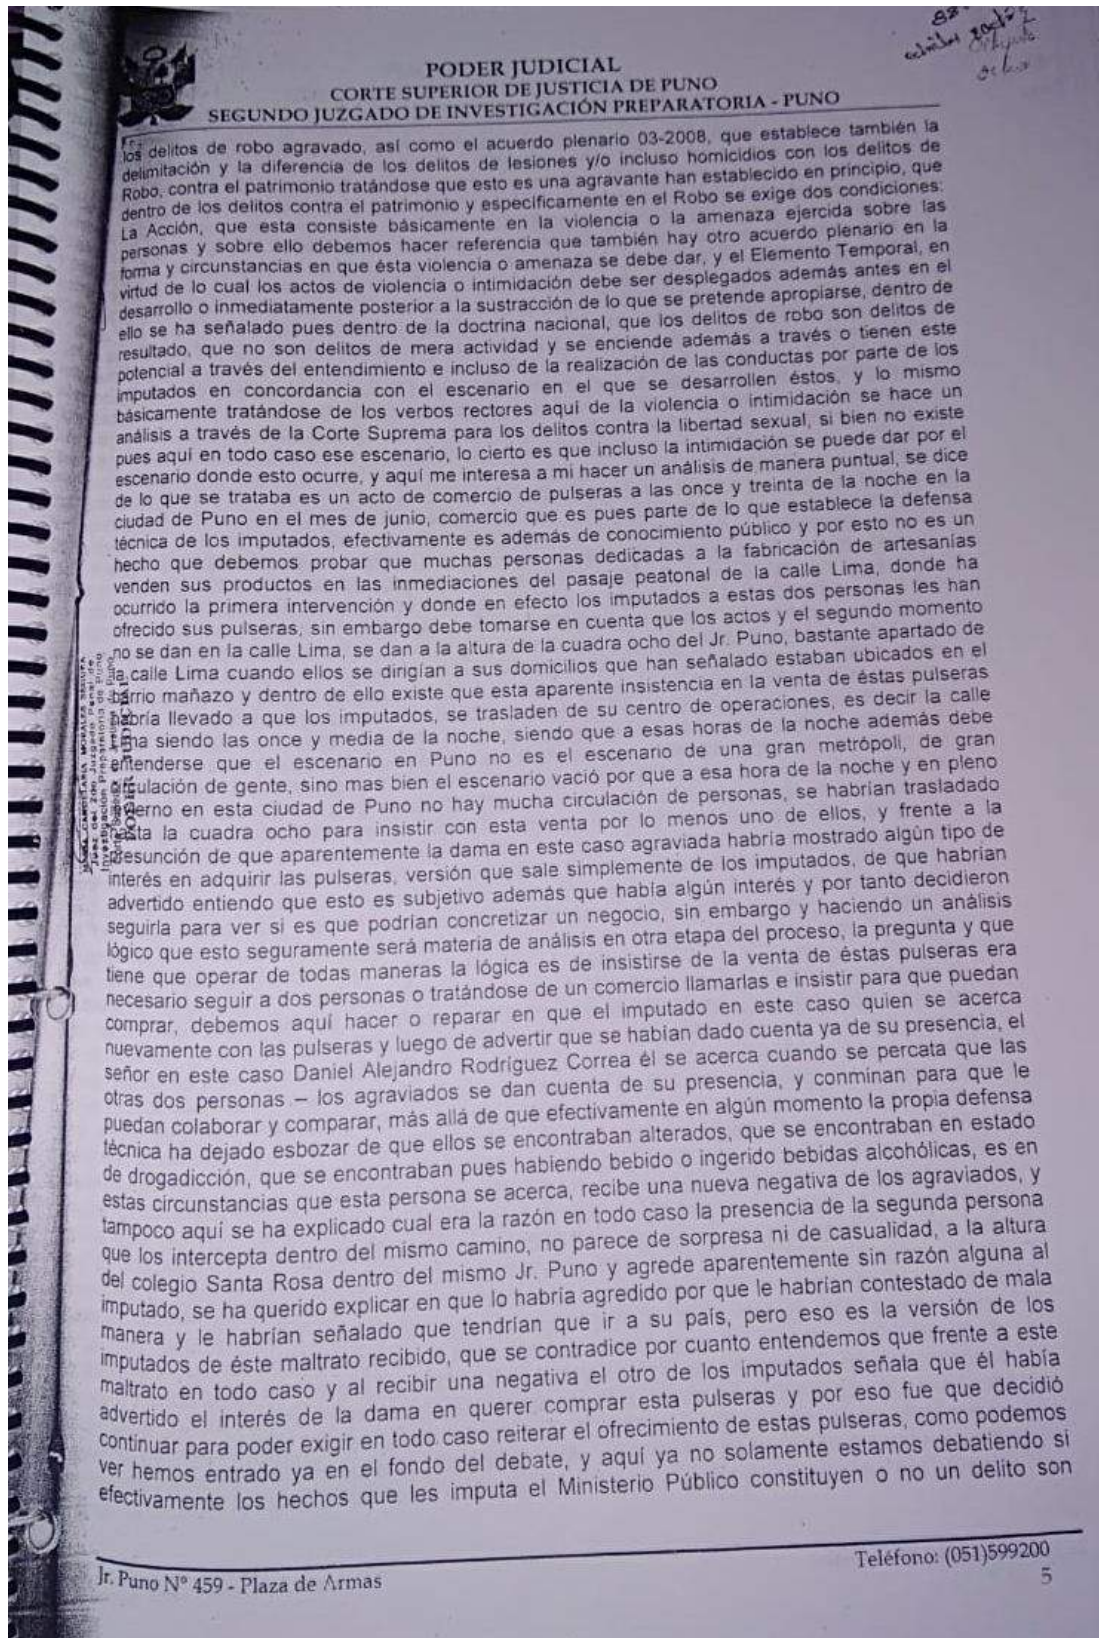 88
ochenta y ocho
PODER JUDICIAL
CORTE SUPERIOR DE JUSTICIA DE PUNO
SEGUNDO JUZGADO DE INVESTIGACIÓN PREPARATORIA - PUNO
los delitos de robo agravado, así como el acuerdo plenario 03-2008, que establece también la
delimitación y la diferencia de los delitos de lesiones y/o incluso homicidios con los delitos de
Robo, contra el patrimonio tratándose que esto es una agravante han establecido en principio, que
dentro de los delitos contra el patrimonio y específicamente en el Robo se exige dos condiciones:
La Acción, que esta consiste básicamente en la violencia o la amenaza ejercida sobre las
personas y sobre ello debemos hacer referencia que también hay otro acuerdo plenario en la
forma y circunstancias en que ésta violencia o amenaza se debe dar, y el Elemento Temporal, en
virtud de lo cual los actos de violencia o intimidación debe ser desplegados además antes en el
desarrollo o inmediatamente posterior a la sustracción de lo que se pretende apropiarse, dentro de
ello se ha señalado pues dentro de la doctrina nacional, que los delitos de robo son delitos de
resultado, que no son delitos de mera actividad y se enciende además a través o tienen este
potencial a través del entendimiento e incluso de la realización de las conductas por parte de los
imputados en concordancia con el escenario en el que se desarrollen éstos, y lo mismo
básicamente tratándose de los verbos rectores aquí de la violencia o intimidación se hace un
análisis a través de la Corte Suprema para los delitos contra la libertad sexual, si bien no existe
pues aquí en todo caso ese escenario, lo cierto es que incluso la intimidación se puede dar por el
escenario donde esto ocurre, y aquí me interesa a mi hacer un análisis de manera puntual, se dice
de lo que se trataba es un acto de comercio de pulseras a las once y treinta de la noche en la
ciudad de Puno en el mes de junio, comercio que es pues parte de lo que establece la defensa
técnica de los imputados, efectivamente es además de conocimiento público y por esto no es un
hecho que debemos probar que muchas personas dedicadas a la fabricación de artesanías
venden sus productos en las inmediaciones del pasaje peatonal de la calle Lima, donde ha
ocurrido la primera intervención y donde en efecto los imputados a estas dos personas les han
ofrecido sus pulseras, sin embargo debe tomarse en cuenta que los actos y el segundo momento
no se dan en la calle Lima, se dan a la altura de la cuadra ocho del Jr. Puno, bastante apartado de
la calle Lima cuando ellos se dirigían a sus domicilios que han señalado estaban ubicados en el
barrio mañazo y dentro de ello existe que esta aparente insistencia en la venta de éstas pulseras
habría llevado a que los imputados, se trasladen de su centro de operaciones, es decir la calle
Lima siendo las once y media de la noche, siendo que a esas horas de la noche además debe
entenderse que el escenario en Puno no es el escenario de una gran metrópoli, de gran
circulación de gente, sino mas bien el escenario vació por que a esa hora de la noche y en pleno
invierno en esta ciudad de Puno no hay mucha circulación de personas, se habrían trasladado
hasta la cuadra ocho para insistir con esta venta por lo menos uno de ellos, y frente a la
presunción de que aparentemente la dama en este caso agraviada habría mostrado algún tipo de
interés en adquirir las pulseras, versión que sale simplemente de los imputados, de que habrían
advertido entiendo que esto es subjetivo además que había algún interés y por tanto decidieron
seguirla para ver si es que podrían concretizar un negocio, sin embargo y haciendo un análisis
lógico que esto seguramente será materia de análisis en otra etapa del proceso, la pregunta y que
tiene que operar de todas maneras la lógica es de insistirse de la venta de éstas pulseras era
necesario seguir a dos personas o tratándose de un comercio llamarlas e insistir para que puedan
comprar, debemos aquí hacer o reparar en que el imputado en este caso quien se acerca
nuevamente con las pulseras y luego de advertir que se habían dado cuenta ya de su presencia, el
señor en este caso Daniel Alejandro Rodríguez Correa él se acerca cuando se percata que las
otras dos personas – los agraviados se dan cuenta de su presencia, y conminan para que le
puedan colaborar y comparar, más allá de que efectivamente en algún momento la propia defensa
técnica ha dejado esbozar de que ellos se encontraban alterados, que se encontraban en estado
de drogadicción, que se encontraban pues habiendo bebido o ingerido bebidas alcohólicas, es en
estas circunstancias que esta persona se acerca, recibe una nueva negativa de los agraviados, y
tampoco aquí se ha explicado cual era la razón en todo caso la presencia de la segunda persona
que los intercepta dentro del mismo camino, no parece de sorpresa ni de casualidad, a la altura
del colegio Santa Rosa dentro del mismo Jr. Puno y agrede aparentemente sin razón alguna al
imputado, se ha querido explicar en que lo habría agredido por que le habrían contestado de mala
manera y le habrían señalado que tendrían que ir a su país, pero eso es la versión de los
imputados de éste maltrato recibido, que se contradice por cuanto entendemos que frente a este
maltrato en todo caso y al recibir una negativa el otro de los imputados señala que él había
advertido el interés de la dama en querer comprar esta pulseras y por eso fue que decidió
continuar para poder exigir en todo caso reiterar el ofrecimiento de estas pulseras, como podemos
ver hemos entrado ya en el fondo del debate, y aquí ya no solamente estamos debatiendo si
efectivamente los hechos que les imputa el Ministerio Público constituyen o no un delito son
Jr. Puno Nº 459 - Plaza de Armas
Teléfono: (051)599200
5